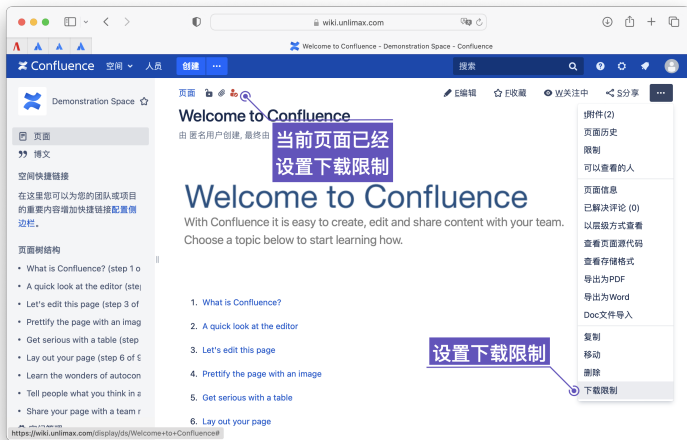 wiki.unlimax.com
Welcome to Confluence - Demonstration Space - Confluence
Confluence 空间 人员 创建 ••• 搜索
Demonstration Space
页面
博文
空间快捷链接
在这里您可以为您的团队或项目
的重要内容增加快捷链接配置侧
边栏。
页面树结构
• What is Confluence? (step 1 o
• A quick look at the editor (step
• Let's edit this page (step 3 of
• Prettify the page with an imag
• Get serious with a table (step
• Lay out your page (step 6 of 9
• Learn the wonders of autocon
• Tell people what you think in a
• Share your page with a team r
https://wiki.unlimax.com/display/ds/Welcome+to+Confluence#
页面 E编辑 F收藏 W关注中 S分享 •••
Welcome to Confluence
由 匿名用户创建, 最终由
当前页面已经
设置下载限制
Welcome to Confluence
With Confluence it is easy to create, edit and share content with your team.
Choose a topic below to start learning how.
1. What is Confluence?
2. A quick look at the editor
3. Let's edit this page
4. Prettify the page with an image
5. Get serious with a table
6. Lay out your page
t附件(2)
页面历史
限制
可以查看的人
页面信息
已解决评论 (0)
以层级方式查看
查看页面源代码
查看存储格式
导出为PDF
导出为Word
Doc文件导入
复制
移动
删除
下载限制
设置下载限制